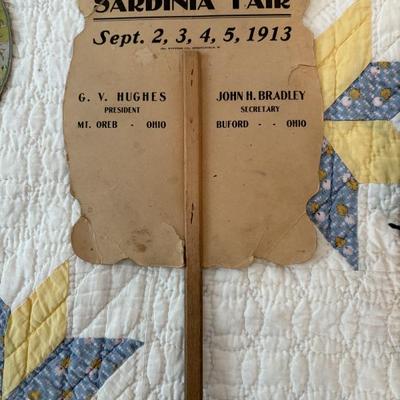 SARDINIA FAIR
Sept. 2, 3, 4, 5, 1913
G. V. HUGHES
PRESIDENT
MT. OREB - OHIO
JOHN H. BRADLEY
SECRETARY
BUFORD - - OHIO